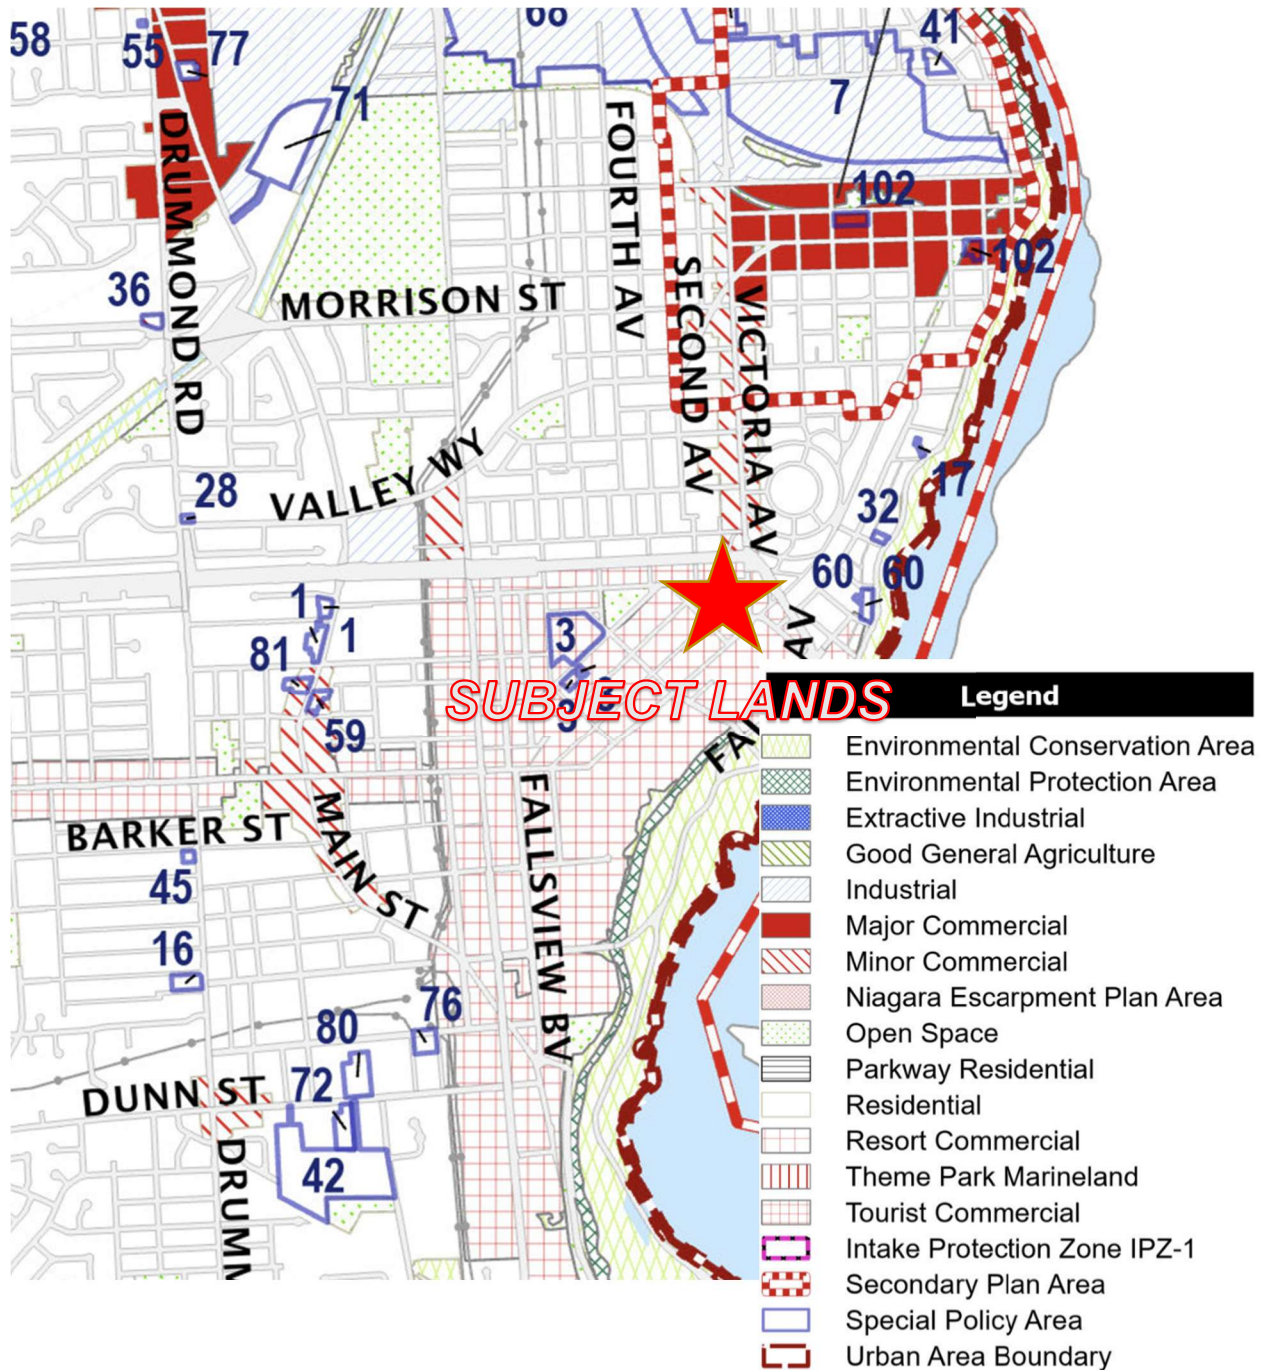 68
41
58
55
77
7
71
DRUMMOND RD
FOURTH AV
102
102
SECOND AV
VICTORIA AV
36
MORRISON ST
VALLEY WY
28
17
32
60
60
1
1
3
AV
81
3
3
SUBJECT LANDS
59
FALLSVIEW BV
MAIN ST
BARKER ST
45
16
76
80
DUNN ST
72
42
DRUMM
Legend
Environmental Conservation Area
Environmental Protection Area
Extractive Industrial
Good General Agriculture
Industrial
Major Commercial
Minor Commercial
Niagara Escarpment Plan Area
Open Space
Parkway Residential
Residential
Resort Commercial
Theme Park Marineland
Tourist Commercial
Intake Protection Zone IPZ-1
Secondary Plan Area
Special Policy Area
Urban Area Boundary